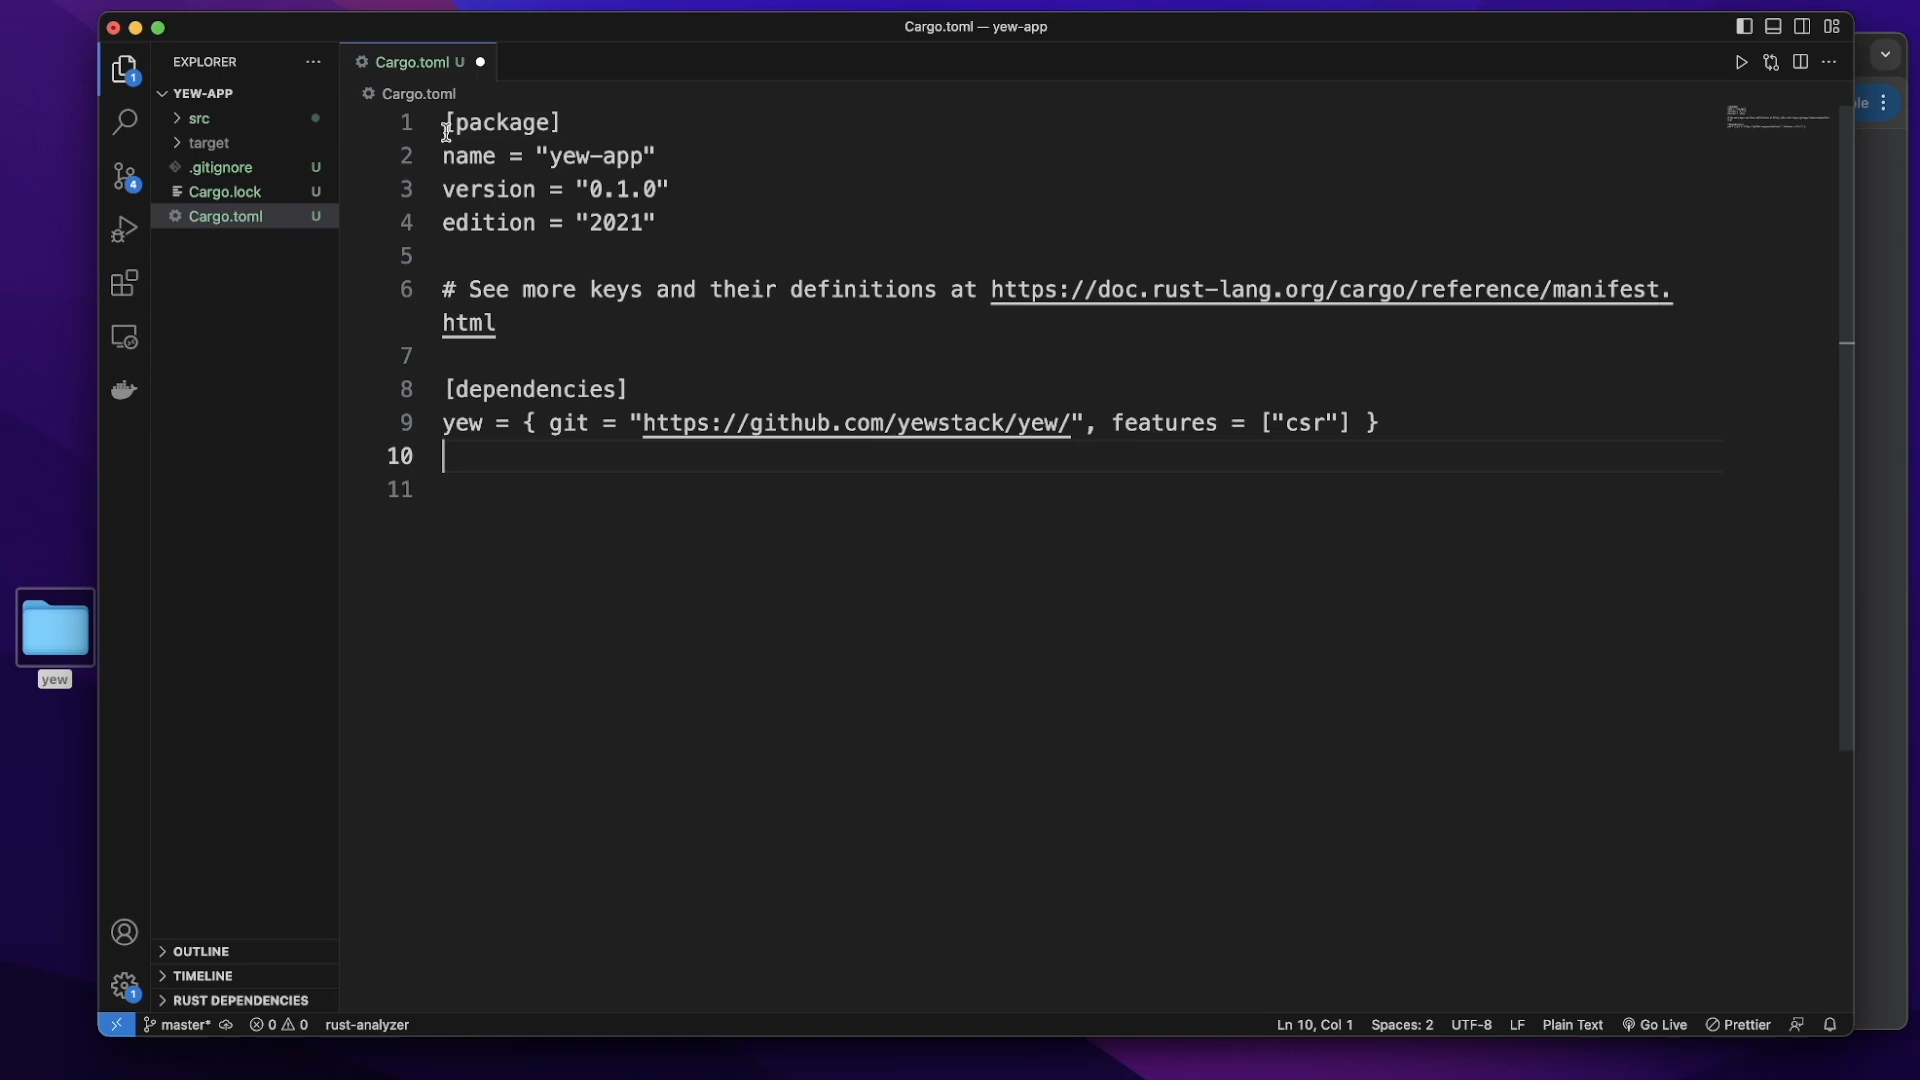 Cargo.toml — yew-app
EXPLORER
Cargo.toml U
1
YEW-APP
Cargo.toml
src
target
.gitignore U
Cargo.lock U
Cargo.toml U
4
1 [package]
2 name = "yew-app"
3 version = "0.1.0"
4 edition = "2021"
5
6 # See more keys and their definitions at https://doc.rust-lang.org/cargo/reference/manifest.
html
7
8 [dependencies]
9 yew = { git = "https://github.com/yewstack/yew/", features = ["csr"] }
10
11
yew
OUTLINE
TIMELINE
1
RUST DEPENDENCIES
master* 0 0 rust-analyzer
Ln 10, Col 1 Spaces: 2 UTF-8 LF Plain Text Go Live Prettier